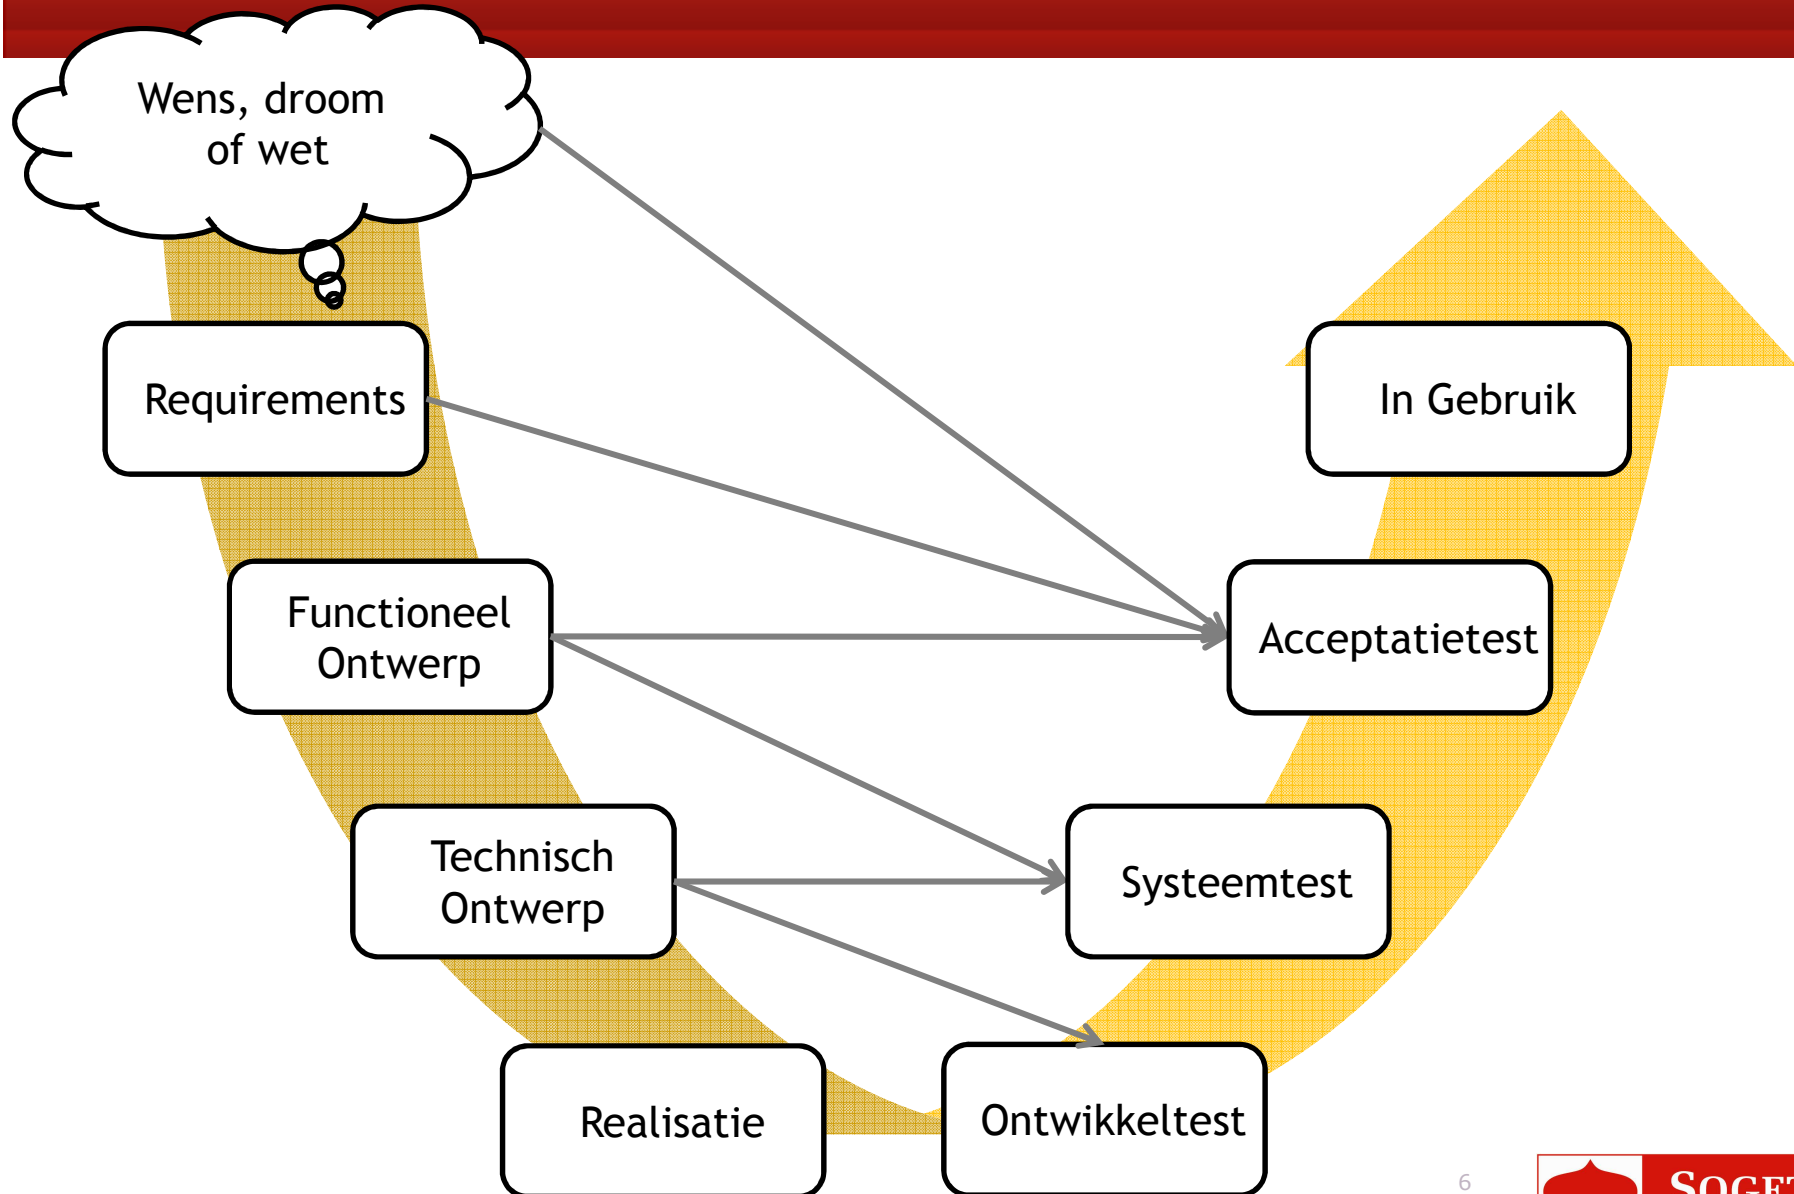 Wens, droom
of wet
Requirements
In Gebruik
Functioneel
Ontwerp
Acceptatietest
Technisch
Ontwerp
Systeemtest
Realisatie
Ontwikkeltest
6